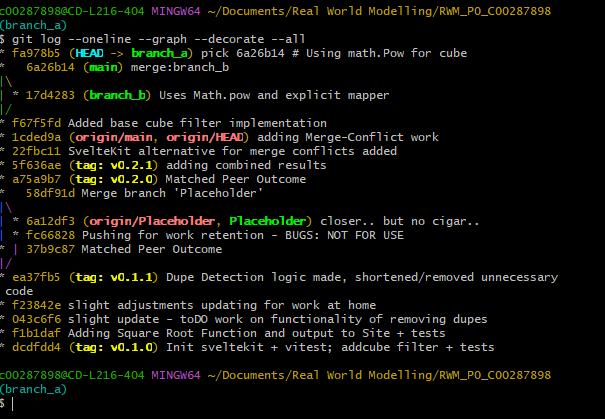 c00287898@CD-L216-404 MINGW64 ~/Documents/Real World Modelling/RWM_P0_C00287898
(branch_a)
$ git log --oneline --graph --decorate --all
* fa978b5 (HEAD -> branch_a) pick 6a26b14 # Using math.Pow for cube
*   6a26b14 (main) merge:branch_b
|\
| * 17d4283 (branch_b) Uses Math.pow and explicit mapper
|/
* f67f5fd Added base cube filter implementation
* 1cded9a (origin/main, origin/HEAD) adding Merge-Conflict work
* 22fbc11 SvelteKit alternative for merge conflicts added
* 5f636ae (tag: v0.2.1) adding combined results
* a75a9b7 (tag: v0.2.0) Matched Peer Outcome
*   58df91d Merge branch 'Placeholder'
|\
| * 6a12df3 (origin/Placeholder, Placeholder) closer.. but no cigar..
| * fc66828 Pushing for work retention - BUGS: NOT FOR USE
* | 37b9c87 Matched Peer Outcome
|/
* ea37fb5 (tag: v0.1.1) Dupe Detection logic made, shortened/removed unnecessary
 code
* f23842e slight adjustments updating for work at home
* 043c6f6 slight update - toDO work on functionality of removing dupes
* f1b1daf Adding Square Root Function and output to Site + tests
* dcdfdd4 (tag: v0.1.0) Init sveltekit + vitest; addcube filter + tests

c00287898@CD-L216-404 MINGW64 ~/Documents/Real World Modelling/RWM_P0_C00287898
(branch_a)
$